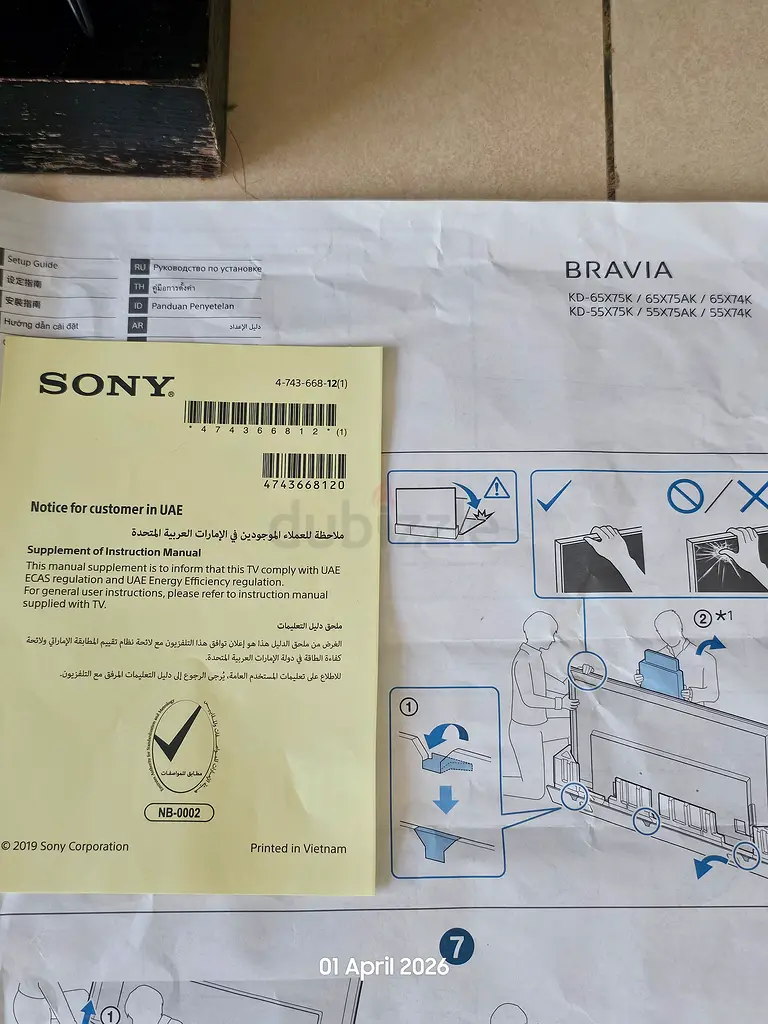 Setup Guide
设定指南
安裝指南
Hướng dẫn cài đặt
RU Руководство по установке
TH คู่มือการตั้งค่า
ID Panduan Penyetelan
AR دليل الإعداد
BRAVIA
KD-65X75K / 65X75AK / 65X74K
KD-55X75K / 55X75AK / 55X74K
SONY®
4-743-668-12(1)
* 4 7 4 3 6 6 8 1 2 * (1)
4743668120
Notice for customer in UAE
ملاحظة للعملاء الموجودين في الإمارات العربية المتحدة
Supplement of Instruction Manual
This manual supplement is to inform that this TV comply with UAE
ECAS regulation and UAE Energy Efficiency regulation.
For general user instructions, please refer to instruction manual
supplied with TV.
ملحق دليل التعليمات
الغرض من ملحق الدليل هذا هو إعلان توافق هذا التلفزيون مع لائحة نظام تقييم المطابقة الإماراتي ولائحة
كفاءة الطاقة في دولة الإمارات العربية المتحدة.
للاطلاع على تعليمات المستخدم العامة، يُرجى الرجوع إلى دليل التعليمات المرفق مع التلفزيون.
مطابق للمواصفات
NB-0002
© 2019 Sony Corporation
Printed in Vietnam
dubizzle
1
2 *1
7
1
01 April 2026